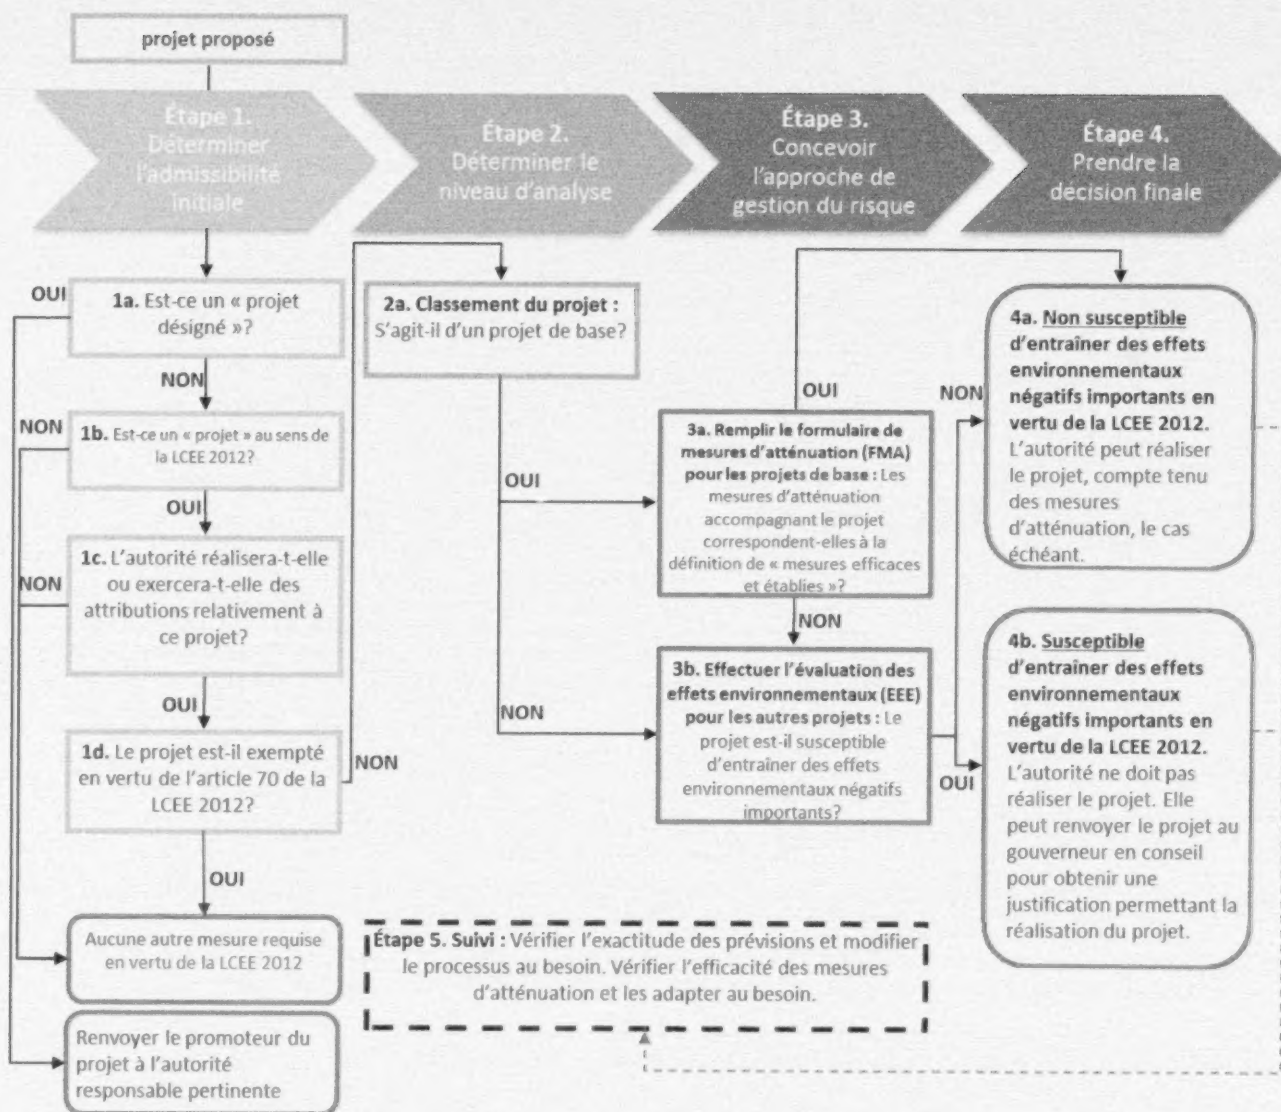 projet proposé
Étape 1.
Déterminer
l'admissibilité
initiale
Étape 2.
Déterminer le
niveau d'analyse
Étape 3.
Concevoir
l'approche de
gestion du risque
Étape 4.
Prendre la
décision finale
OUI
1a. Est-ce un « projet
désigné »?
NON
NON
1b. Est-ce un « projet » au sens de
la LCEE 2012?
OUI
NON
1c. L'autorité réalisera-t-elle
ou exercera-t-elle des
attributions relativement à
ce projet?
OUI
1d. Le projet est-il exempté
en vertu de l'article 70 de la
LCEE 2012?
NON
OUI
Aucune autre mesure requise
en vertu de la LCEE 2012
Renvoyer le promoteur du
projet à l'autorité
responsable pertinente
2a. Classement du projet :
S'agit-il d'un projet de base?
OUI
NON
OUI
3a. Remplir le formulaire de
mesures d'atténuation (FMA)
pour les projets de base : Les
mesures d'atténuation
accompagnant le projet
correspondent-elles à la
définition de « mesures efficaces
et établies »?
NON
3b. Effectuer l'évaluation des
effets environnementaux (EEE)
pour les autres projets : Le
projet est-il susceptible
d'entraîner des effets
environnementaux négatifs
importants?
NON
OUI
4a. Non susceptible
d'entraîner des effets
environnementaux
négatifs importants en
vertu de la LCEE 2012.
L'autorité peut réaliser
le projet, compte tenu
des mesures
d'atténuation, le cas
échéant.
4b. Susceptible
d'entraîner des effets
environnementaux
négatifs importants en
vertu de la LCEE 2012.
L'autorité ne doit pas
réaliser le projet. Elle
peut renvoyer le projet au
gouverneur en conseil
pour obtenir une
justification permettant la
réalisation du projet.
Étape 5. Suivi : Vérifier l'exactitude des prévisions et modifier
le processus au besoin. Vérifier l'efficacité des mesures
d'atténuation et les adapter au besoin.